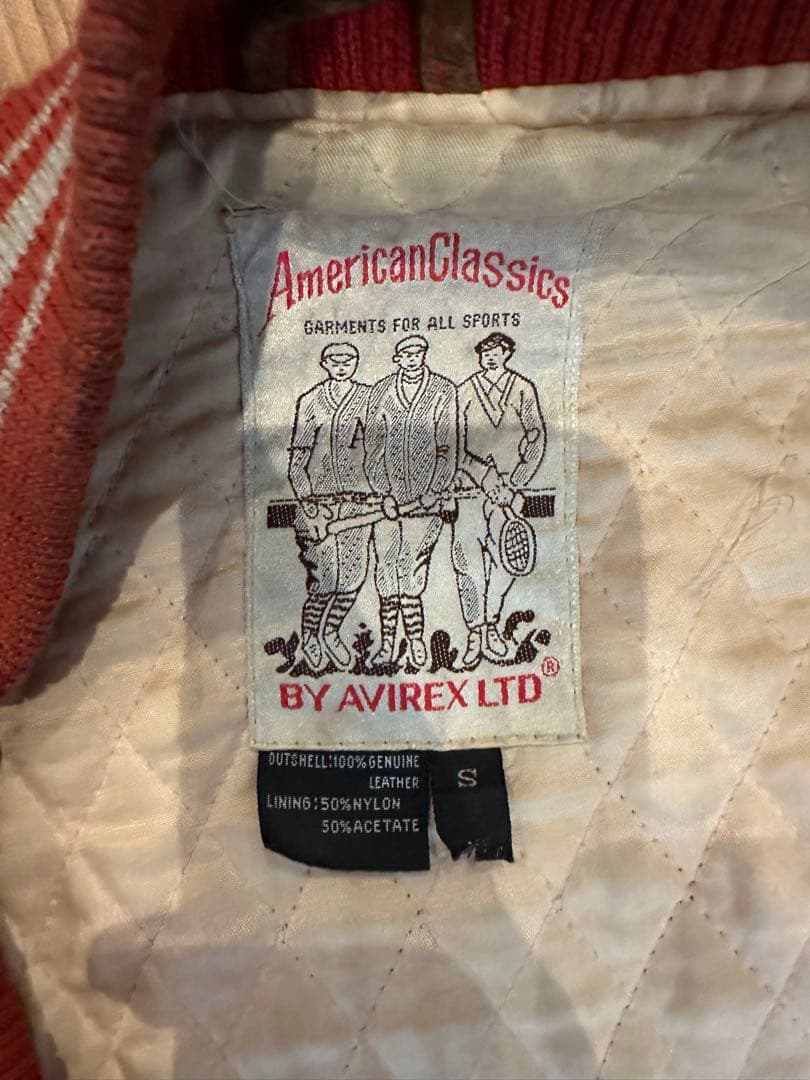 AmericanClassics
GARMENTS FOR ALL SPORTS
A
BY AVIREX LTD®
OUTSHELL:100%GENUINE
LEATHER
LINING:50%NYLON
50%ACETATE
S